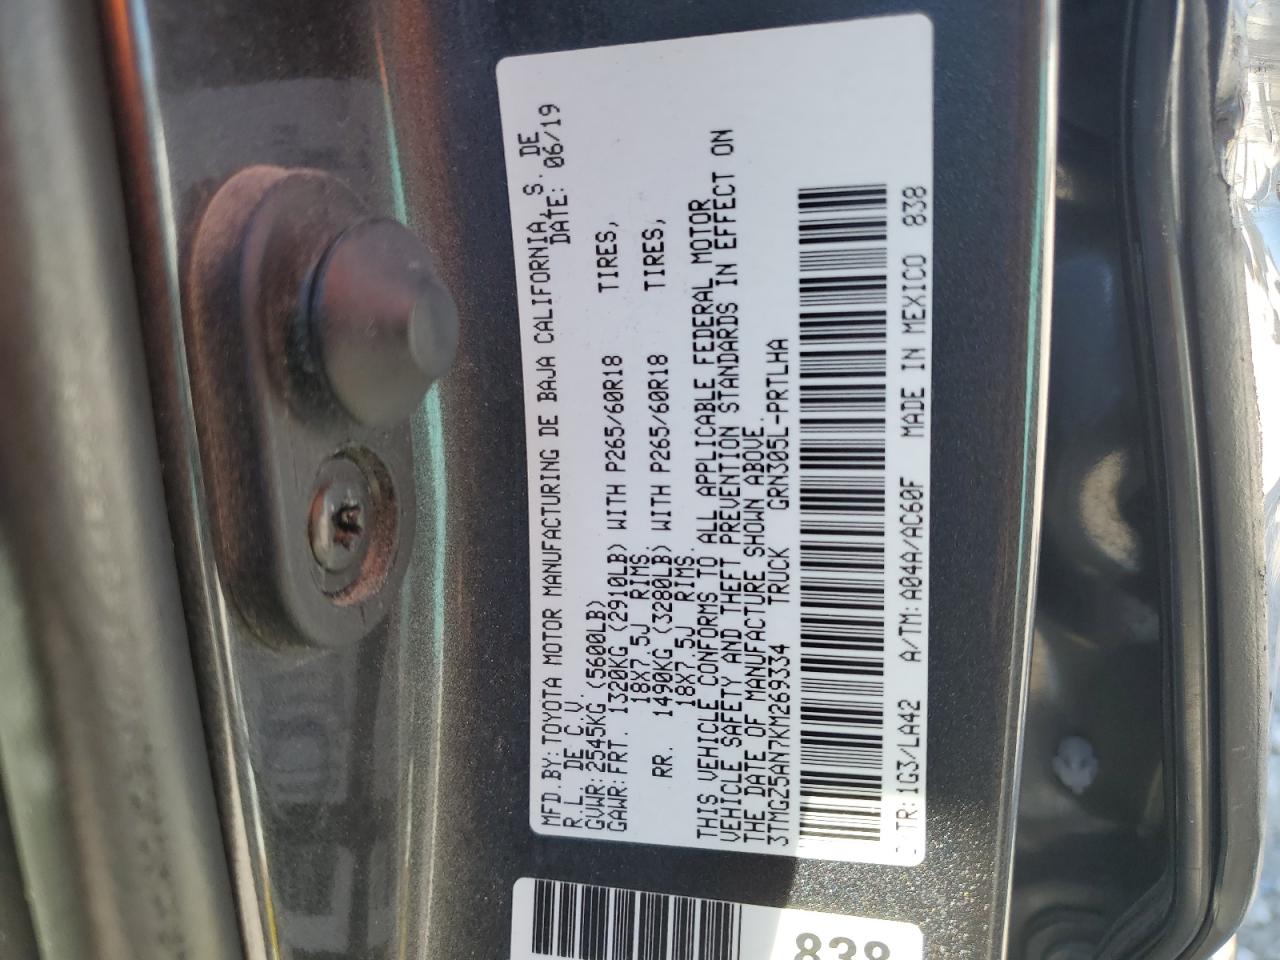 MFD BY: TOYOTA MOTOR MANUFACTURING DE BAJA CALIFORNIA, S. DE
R.L. DE C.V. DATE: 06/19
GVWR: 2545KG (5600LB)
GAWR: FRT. 1320KG (2910LB) WITH P265/60R18 TIRES,
18X7.5J RIMS.
RR. 1490KG (3280LB) WITH P265/60R18 TIRES,
18X7.5J RIMS.
THIS VEHICLE CONFORMS TO ALL APPLICABLE FEDERAL MOTOR
VEHICLE SAFETY AND THEFT PREVENTION STANDARDS IN EFFECT ON
THE DATE OF MANUFACTURE SHOWN ABOVE.
3TMGZ5AN7KM269334 TRUCK GRN305L-PRTLHA
TR: 1G3/LA42 A/TM: A04A/AC60F MADE IN MEXICO 838
838